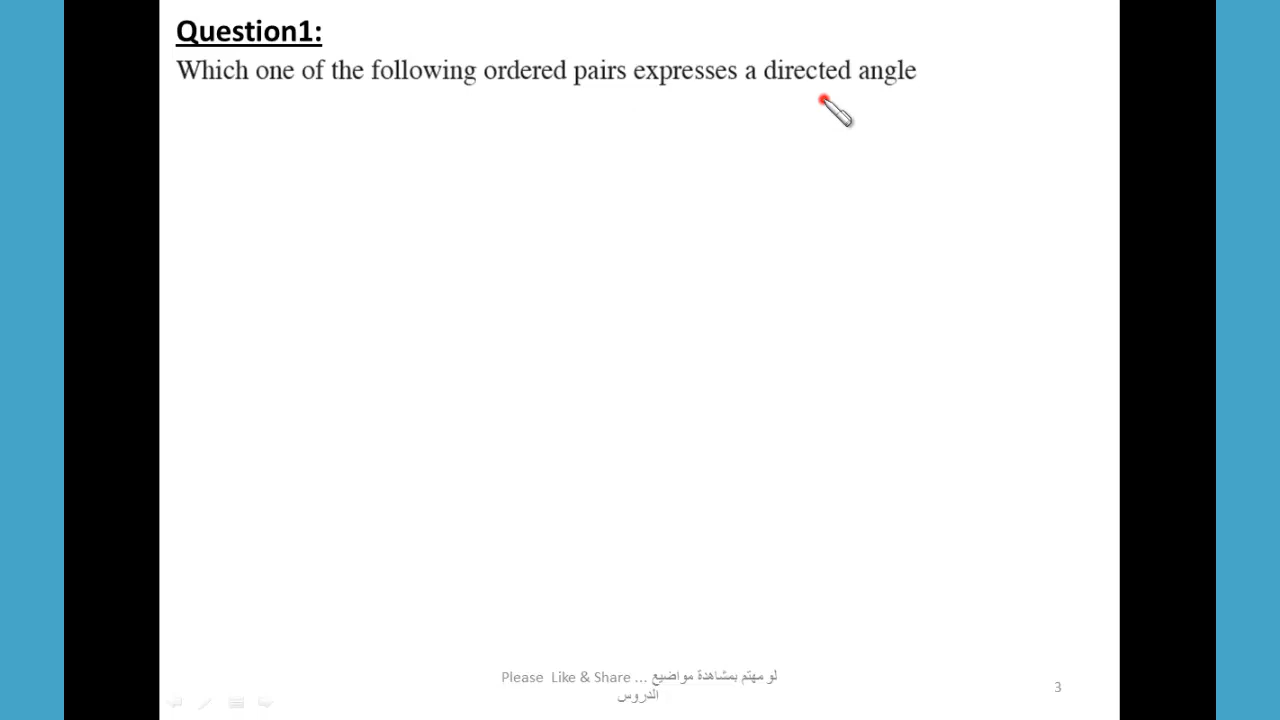 Question1:
Which one of the following ordered pairs expresses a directed angle
Please Like & Share ... لو مهتم بمشاهدة مواضيع
الدروس
3